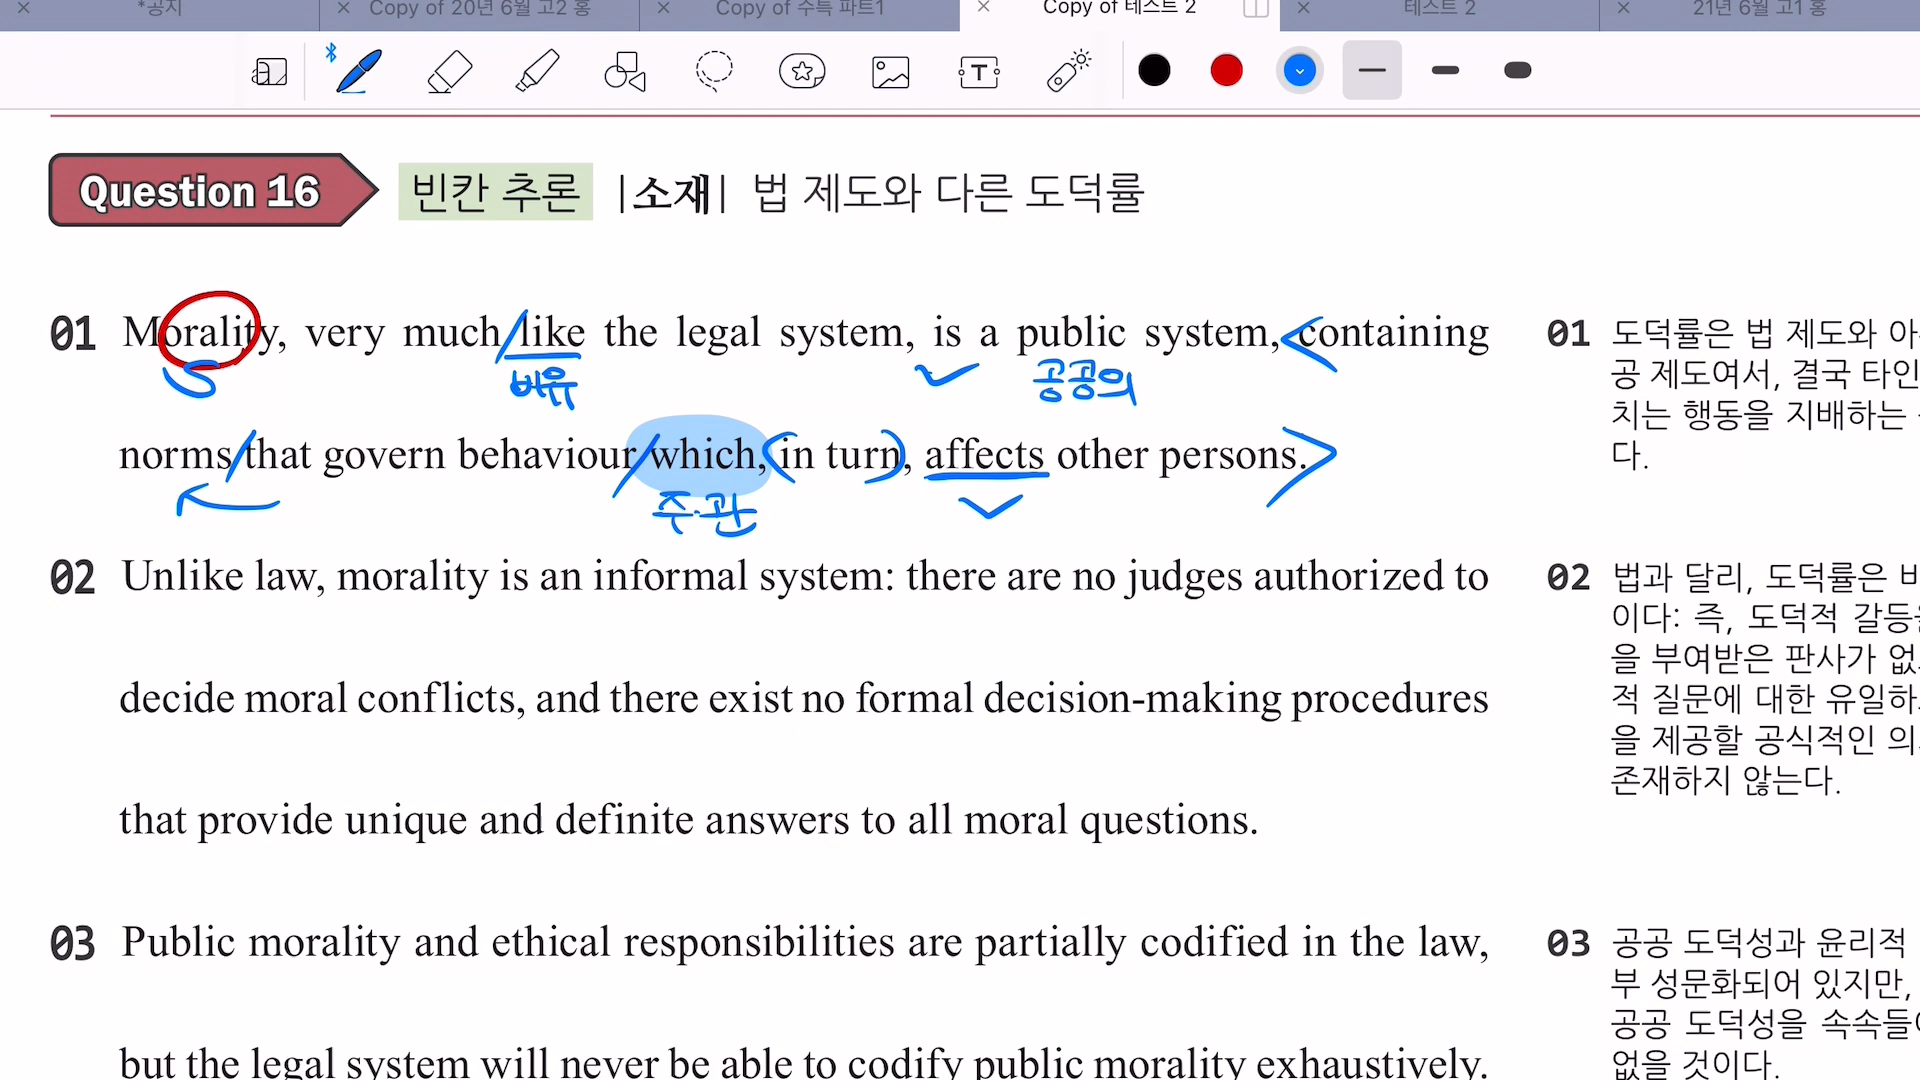 *공지
Copy of 20년 6월 고2 홍
Copy of 수특 파트1
Copy of 테스트 2
테스트 2
21년 6월 고1 홍
Question 16
빈칸 추론
|소재| 법 제도와 다른 도덕률
01 Morality, very much like the legal system, is a public system, containing
S 비유 공공의
norms that govern behaviour which, in turn, affects other persons.
주·관
02 Unlike law, morality is an informal system: there are no judges authorized to
decide moral conflicts, and there exist no formal decision-making procedures
that provide unique and definite answers to all moral questions.
03 Public morality and ethical responsibilities are partially codified in the law,
but the legal system will never be able to codify public morality exhaustively.
01 도덕률은 법 제도와
공 제도여서, 결국 타인
치는 행동을 지배하는
다.
02 법과 달리, 도덕률은
이다: 즉, 도덕적
을 부여받은 판사가
적 질문에 대한
을 제공할 공식적인
존재하지 않는다.
03 공공 도덕성과 윤리적
부 성문화되어 있지만,
공공 도덕성을
없을 것이다.